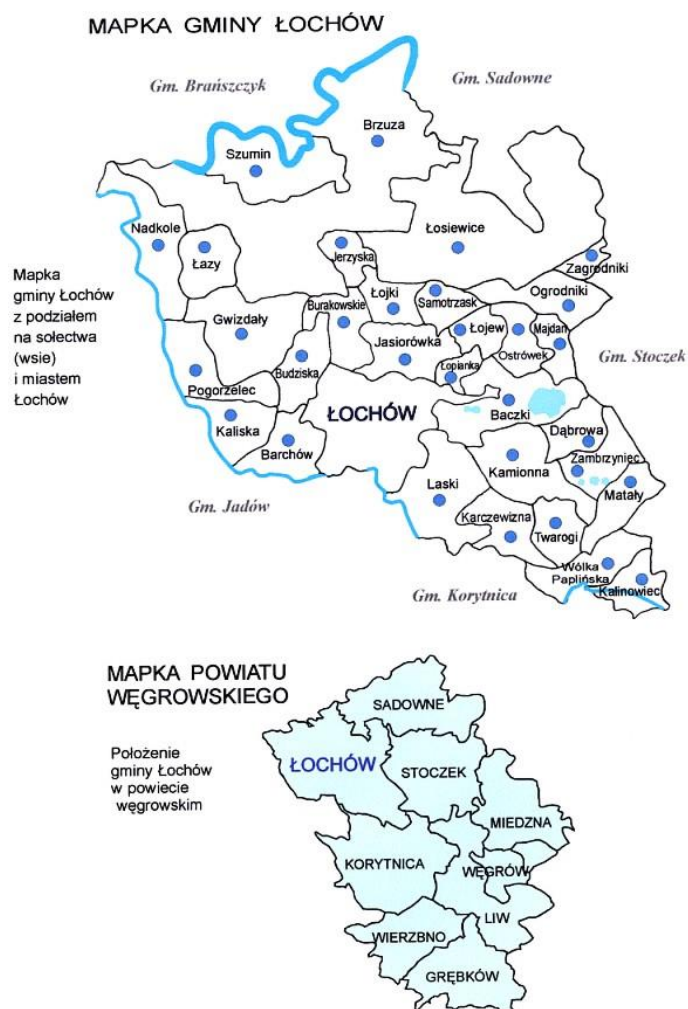 MAPKA GMINY ŁOCHÓW
Gm. Brańszczyk
Gm. Sadowne
Brzuza
Szumin
Nadkole
Łazy
Jerzyska
Łosiewice
Zagrodniki
Mapka
gminy Łochów
z podziałem
na sołectwa
(wsie)
i miastem
Łochów
Gwizdały
Burakowskie
Łojki
Samotrzask
Ogrodniki
Jasiorówka
Łojew
Ostrówek
Majdan
Gm. Stoczek
Pogorzelec
Budziska
Łopianka
Kaliska
ŁOCHÓW
Baczki
Barchów
Dąbrowa
Kamionna
Zambrzyniec
Laski
Matały
Gm. Jadów
Karczewizna
Twarogi
Wólka
Paplińska
Kalinowiec
Gm. Korytnica
MAPKA POWIATU
WĘGROWSKIEGO
Położenie
gminy Łochów
w powiecie
węgrowskim
SADOWNE
ŁOCHÓW
STOCZEK
MIEDZNA
KORYTNICA
WĘGRÓW
LIW
WIERZBNO
GRĘBKÓW